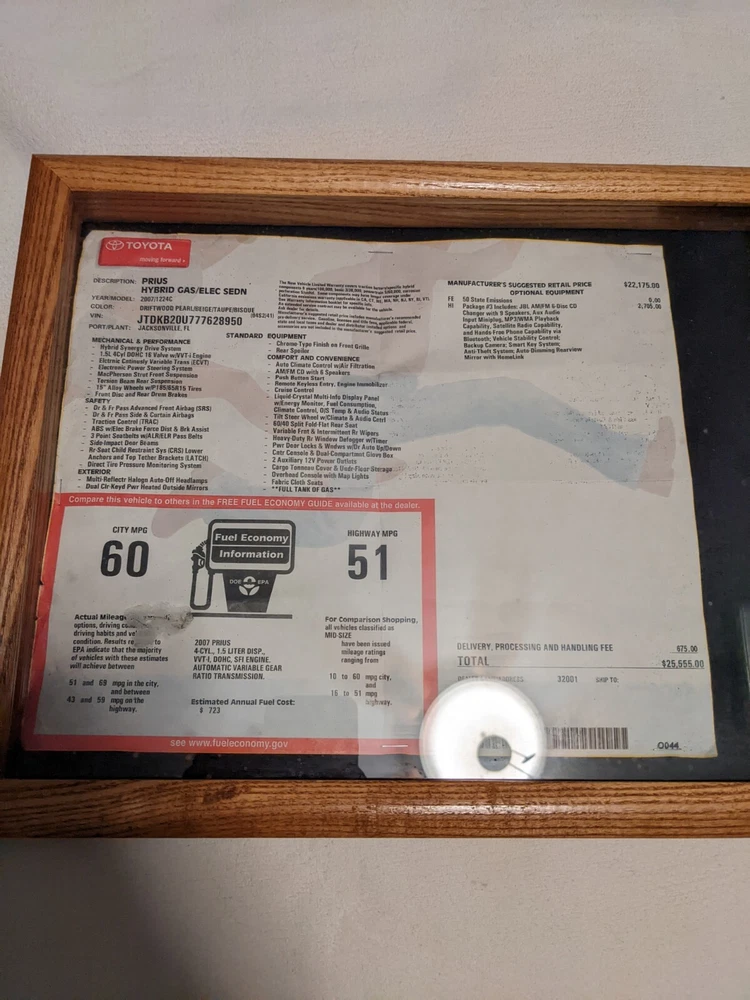 TOYOTA
moving forward
DESCRIPTION: PRIUS
HYBRID GAS/ELEC SEDN
YEAR/MODEL: 2007/1224C
COLOR: DRIFTWOOD PEARL/BEIGE/TAUPE/BISQUE
VIN: JTDKB20U777628950
PORT/PLANT: JACKSONVILLE, FL
STANDARD EQUIPMENT
MECHANICAL & PERFORMANCE
- Hybrid Synergy Drive System
- 1.5L 4Cyl DOHC 16 Valve w/VVT-i Engine
- Elctronic Continusly Variable Trans (ECVT)
- Electronic Power Steering System
- MacPherson Strut Front Suspension
- Torsion Beam Rear Suspension
- 15" Alloy Wheels w/P185/65R15 Tires
- Front Disc and Rear Drum Brakes
SAFETY
- Dr & Fr Pass Advanced Front Airbag (SRS)
- Dr & Fr Pass Side & Curtain Airbags
- Traction Control (TRAC)
- ABS w/Elec Brake Force Dist & Brk Assist
- 3 Point Seatbelts w/ALR/ELR Pass Belts
- Side-Impact Door Beams
- Rr Seat Child Restraint Sys (CRS) Lower
Anchors and Top Tether Brackets (LATCH)
- Direct Tire Pressure Monitoring System
EXTERIOR
- Multi-Reflectr Halogn Auto-Off Headlamps
- Dual Clr-Keyd Pwr Heated Outside Mirrors
- Chrome-Type Finish on Front Grille
- Rear Spoiler
COMFORT AND CONVENIENCE
- Auto Climate Control w/Air Filtration
- AM/FM CD with 6 Speakers
- Push Button Start
- Remote Keyless Entry, Engine Immobilizer
- Cruise Control
- Liquid-Crystal Multi-Info Display Panel
w/Energy Monitor, Fuel Consumption,
Climate Control, O/S Temp & Audio Status
- Tilt Steer Wheel w/Climate & Audio Cntrl
- 60/40 Split Fold-Flat Rear Seat
- Variable Frnt & Intermittent Rr Wipers
- Heavy-Duty Rr Window Defogger w/Timer
- Pwr Door Locks & Windws w/Dr Auto Up/Down
- Cntr Console & Dual-Compartmnt Glove Box
- 2 Auxiliary 12V Power Outlets
- Cargo Tonneau Cover & Undr-Floor Storage
- Overhead Console with Map Lights
- Fabric Cloth Seats
**FULL TANK OF GAS**
MANUFACTURER'S SUGGESTED RETAIL PRICE $22,175.00
OPTIONAL EQUIPMENT
FE 50 State Emissions 0.00
HI Package #3 Includes: JBL AM/FM 6-Disc CD 2,705.00
Changer with 9 Speakers, Aux Audio
Input Miniplug, MP3/WMA Playback
Capability, Satellite Radio Capability,
and Hands Free Phone Capability via
Bluetooth; Vehicle Stability Control;
Backup Camera; Smart Key System;
Anti-Theft System; Auto Dimming Rearview
Mirror with HomeLink
Compare this vehicle to others in the FREE FUEL ECONOMY GUIDE available at the dealer.
CITY MPG
60
Fuel Economy
Information
DOE EPA
HIGHWAY MPG
51
Actual Mileage
options, driving
driving habits and
condition. Results to
EPA indicate that the majority
of vehicles with these estimates
will achieve between
51 and 69 mpg in the city,
and between
43 and 59 mpg on the
highway.
2007 PRIUS
4-CYL, 1.5 LITER DISP.,
VVT-I, DOHC, SFI ENGINE.
AUTOMATIC VARIABLE GEAR
RATIO TRANSMISSION.
Estimated Annual Fuel Cost:
$ 723
For Comparison Shopping,
all vehicles classified as
MID-SIZE
have been issued
mileage ratings
ranging from
10 to 60 mpg city,
and
16 to 51 mpg
highway.
see www.fueleconomy.gov
DELIVERY, PROCESSING AND HANDLING FEE 675.00
TOTAL $25,555.00
32001 SHIP TO:
0044